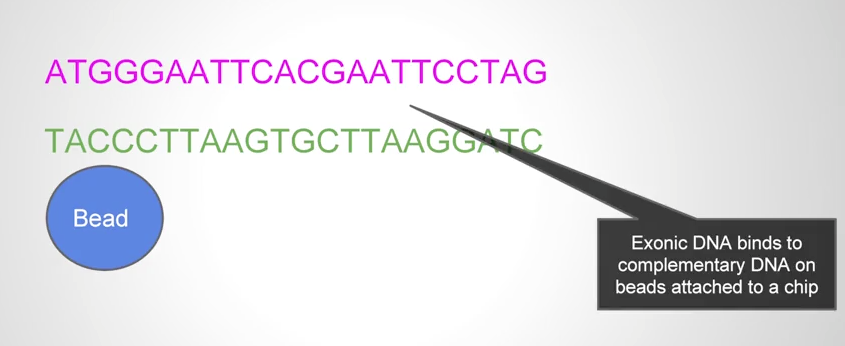 ATGGGAATTCACGAATTCCTAG
TACCCTTAAGTGCTTAAGGATC
Bead
Exonic DNA binds to
complementary DNA on
beads attached to a chip